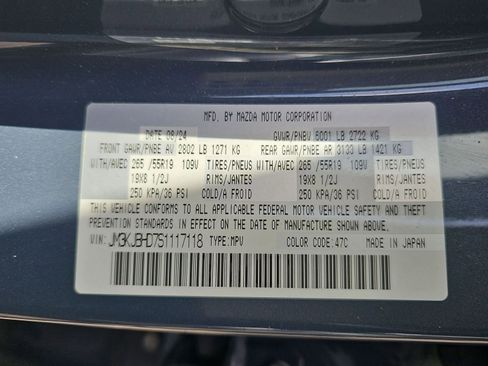 MFD. BY MAZDA MOTOR CORPORATION
DATE 08/24 GVWR/PNBV 6001 LB 2722 KG
FRONT GAWR/PNBE AV 2802 LB 1271 KG REAR GAWR/PNBE AR 3133 LB 1421 KG
WITH/AVEC 265 /55R19 109V TIRES/PNEUS WITH/AVEC 265 /55R19 109V TIRES/PNEUS
19X8 1/2J RIMS/JANTES 19X8 1/2J RIMS/JANTES
250 KPA/36 PSI COLD/A FROID 250 KPA/36 PSI COLD/A FROID
THIS VEHICLE CONFORMS TO ALL APPLICABLE FEDERAL MOTOR VEHICLE SAFETY AND THEFT
PREVENTION STANDARDS IN EFFECT ON THE DATE OF MANUFACTURE SHOWN ABOVE.
VIN: JM3KJBHD7S1117118 TYPE: MPV COLOR CODE: 47C MADE IN JAPAN